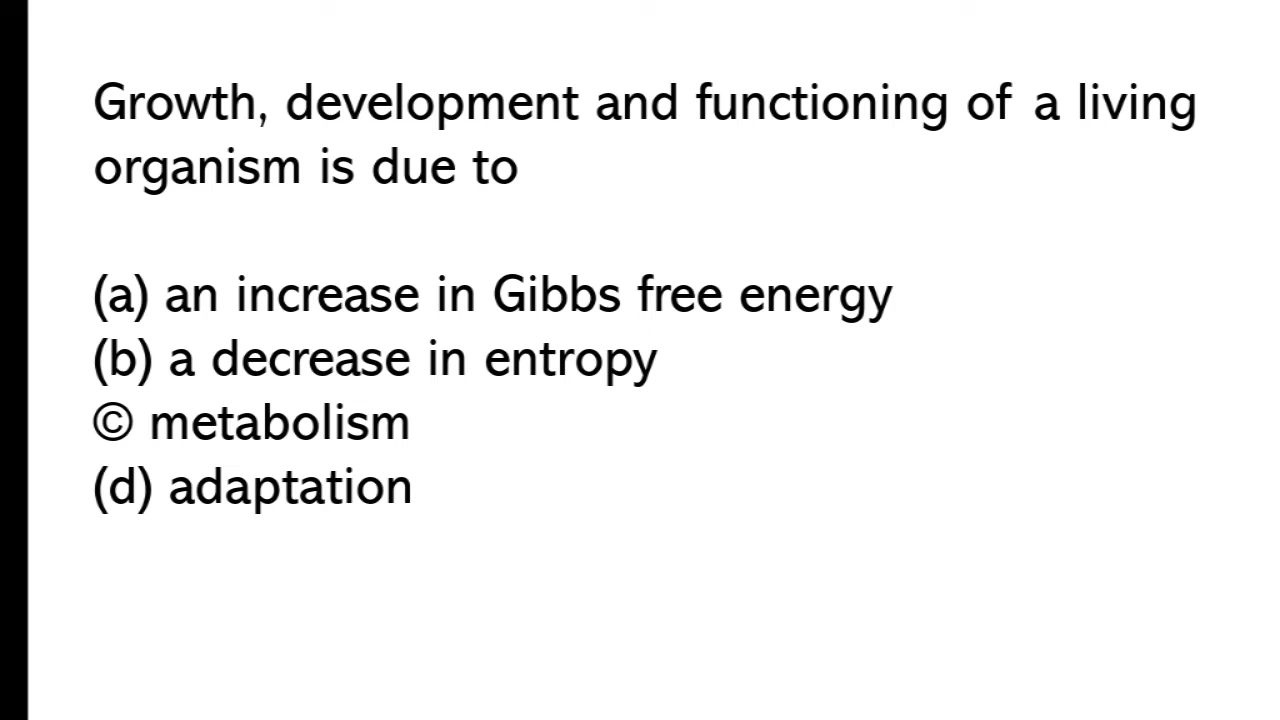 Growth, development and functioning of a living
organism is due to
(a) an increase in Gibbs free energy
(b) a decrease in entropy
© metabolism
(d) adaptation